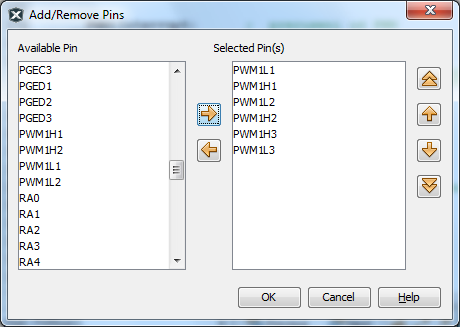 Add/Remove Pins
Available Pin
Selected Pin(s)
PGEC3
PGED1
PGED2
PGED3
PWM1H1
PWM1H2
PWM1L1
PWM1L2
RA0
RA1
RA2
RA3
RA4
PWM1L1
PWM1H1
PWM1L2
PWM1H2
PWM1H3
PWM1L3
OK
Cancel
Help